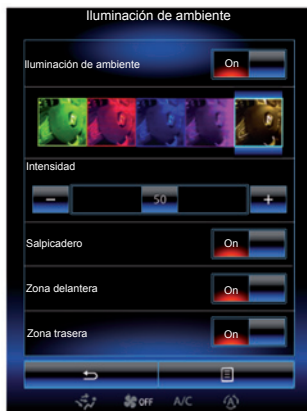 Iluminación de ambiente
Iluminación de ambiente On
Intensidad
50
Salpicadero On
Zona delantera On
Zona trasera On
OFF A/C